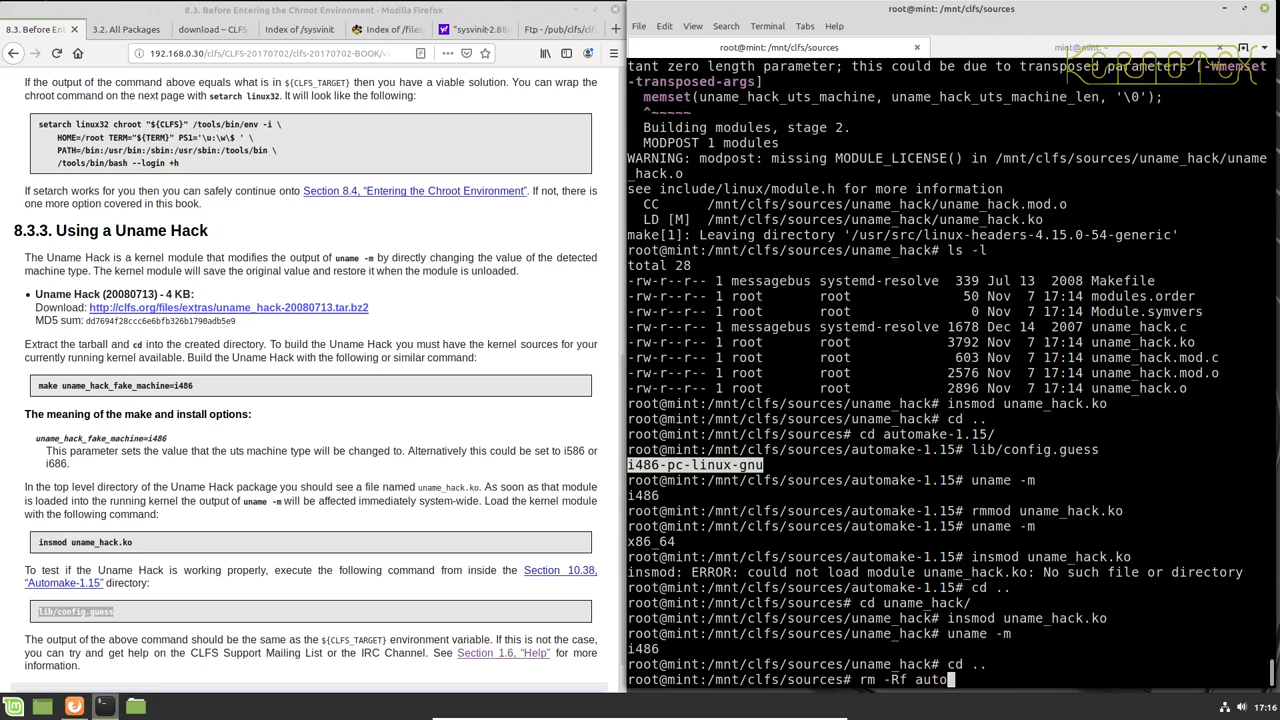 8.3. Before Entering the Chroot Environment - Mozilla Firefox
8.3. Before Ent
3.2. All Packages
download – CLFS
Index of /sysvinit
Index of /files
"sysvinit-2.88
Ftp - /pub/clfs/
192.168.0.30/clfs/CLFS-20170702/clfs-20170702-BOOK/
If the output of the command above equals what is in ${CLFS_TARGET} then you have a viable solution. You can wrap the
chroot command on the next page with setarch linux32. It will look like the following:
setarch linux32 chroot "${CLFS}" /tools/bin/env -i \
HOME=/root TERM="${TERM}" PS1='\u:\w\$ ' \
PATH=/bin:/usr/bin:/sbin:/usr/sbin:/tools/bin \
/tools/bin/bash --login +h
If setarch works for you then you can safely continue onto Section 8.4, “Entering the Chroot Environment”. If not, there is
one more option covered in this book.
8.3.3. Using a Uname Hack
The Uname Hack is a kernel module that modifies the output of uname -m by directly changing the value of the detected
machine type. The kernel module will save the original value and restore it when the module is unloaded.
• Uname Hack (20080713) - 4 KB:
Download: http://clfs.org/files/extras/uname_hack-20080713.tar.bz2
MD5 sum: dd7694f28ccc6e6bfb326b1790adb5e9
Extract the tarball and cd into the created directory. To build the Uname Hack you must have the kernel sources for your
currently running kernel available. Build the Uname Hack with the following or similar command:
make uname_hack_fake_machine=i486
The meaning of the make and install options:
uname_hack_fake_machine=i486
This parameter sets the value that the uts machine type will be changed to. Alternatively this could be set to i586 or
i686.
In the top level directory of the Uname Hack package you should see a file named uname_hack.ko. As soon as that module
is loaded into the running kernel the output of uname -m will be affected immediately system-wide. Load the kernel module
with the following command:
insmod uname_hack.ko
To test if the Uname Hack is working properly, execute the following command from inside the Section 10.38,
“Automake-1.15” directory:
lib/config.guess
The output of the above command should be the same as the ${CLFS_TARGET} environment variable. If this is not the case,
you can try and get help on the CLFS Support Mailing List or the IRC Channel. See Section 1.6, “Help” for more
information.
root@mint: /mnt/clfs/sources
File Edit View Search Terminal Tabs Help
root@mint: /mnt/clfs/sources
root@mint: ~
tant zero length parameter; this could be due to transposed parameters [-Wmemset
-transposed-args]
memset(uname_hack_uts_machine, uname_hack_uts_machine_len, '\0');
^~~~~~
Building modules, stage 2.
MODPOST 1 modules
WARNING: modpost: missing MODULE_LICENSE() in /mnt/clfs/sources/uname_hack/uname
_hack.o
see include/linux/module.h for more information
CC /mnt/clfs/sources/uname_hack/uname_hack.mod.o
LD [M] /mnt/clfs/sources/uname_hack/uname_hack.ko
make[1]: Leaving directory '/usr/src/linux-headers-4.15.0-54-generic'
root@mint:/mnt/clfs/sources/uname_hack# ls -l
total 28
-rw-r--r-- 1 messagebus systemd-resolve 339 Jul 13 2008 Makefile
-rw-r--r-- 1 root root 50 Nov 7 17:14 modules.order
-rw-r--r-- 1 root root 0 Nov 7 17:14 Module.symvers
-rw-r--r-- 1 messagebus systemd-resolve 1678 Dec 14 2007 uname_hack.c
-rw-r--r-- 1 root root 3792 Nov 7 17:14 uname_hack.ko
-rw-r--r-- 1 root root 603 Nov 7 17:14 uname_hack.mod.c
-rw-r--r-- 1 root root 2576 Nov 7 17:14 uname_hack.mod.o
-rw-r--r-- 1 root root 2896 Nov 7 17:14 uname_hack.o
root@mint:/mnt/clfs/sources/uname_hack# insmod uname_hack.ko
root@mint:/mnt/clfs/sources/uname_hack# cd ..
root@mint:/mnt/clfs/sources# cd automake-1.15/
root@mint:/mnt/clfs/sources/automake-1.15# lib/config.guess
i486-pc-linux-gnu
root@mint:/mnt/clfs/sources/automake-1.15# uname -m
i486
root@mint:/mnt/clfs/sources/automake-1.15# rmmod uname_hack.ko
root@mint:/mnt/clfs/sources/automake-1.15# uname -m
x86_64
root@mint:/mnt/clfs/sources/automake-1.15# insmod uname_hack.ko
insmod: ERROR: could not load module uname_hack.ko: No such file or directory
root@mint:/mnt/clfs/sources/automake-1.15# cd ..
root@mint:/mnt/clfs/sources# cd uname_hack/
root@mint:/mnt/clfs/sources/uname_hack# insmod uname_hack.ko
root@mint:/mnt/clfs/sources/uname_hack# uname -m
i486
root@mint:/mnt/clfs/sources/uname_hack# cd ..
root@mint:/mnt/clfs/sources# rm -Rf auto
17:16